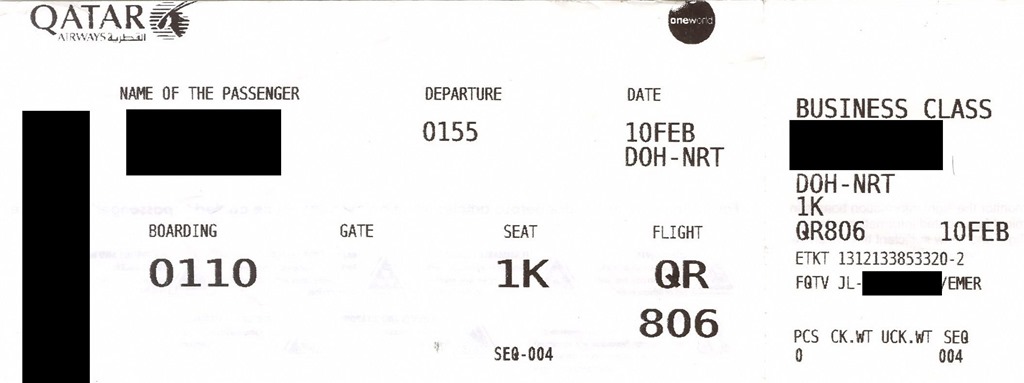 QATAR
AIRWAYS القطرية
oneworld
NAME OF THE PASSENGER DEPARTURE DATE
0155 10FEB
DOH-NRT
BOARDING GATE SEAT FLIGHT
0110 1K QR
806
SEQ-004
BUSINESS CLASS
DOH-NRT
1K
QR806 10FEB
ETKT 1312133853320-2
FQTV JL- /EMER
PCS CK.WT UCK.WT SEQ
0 004